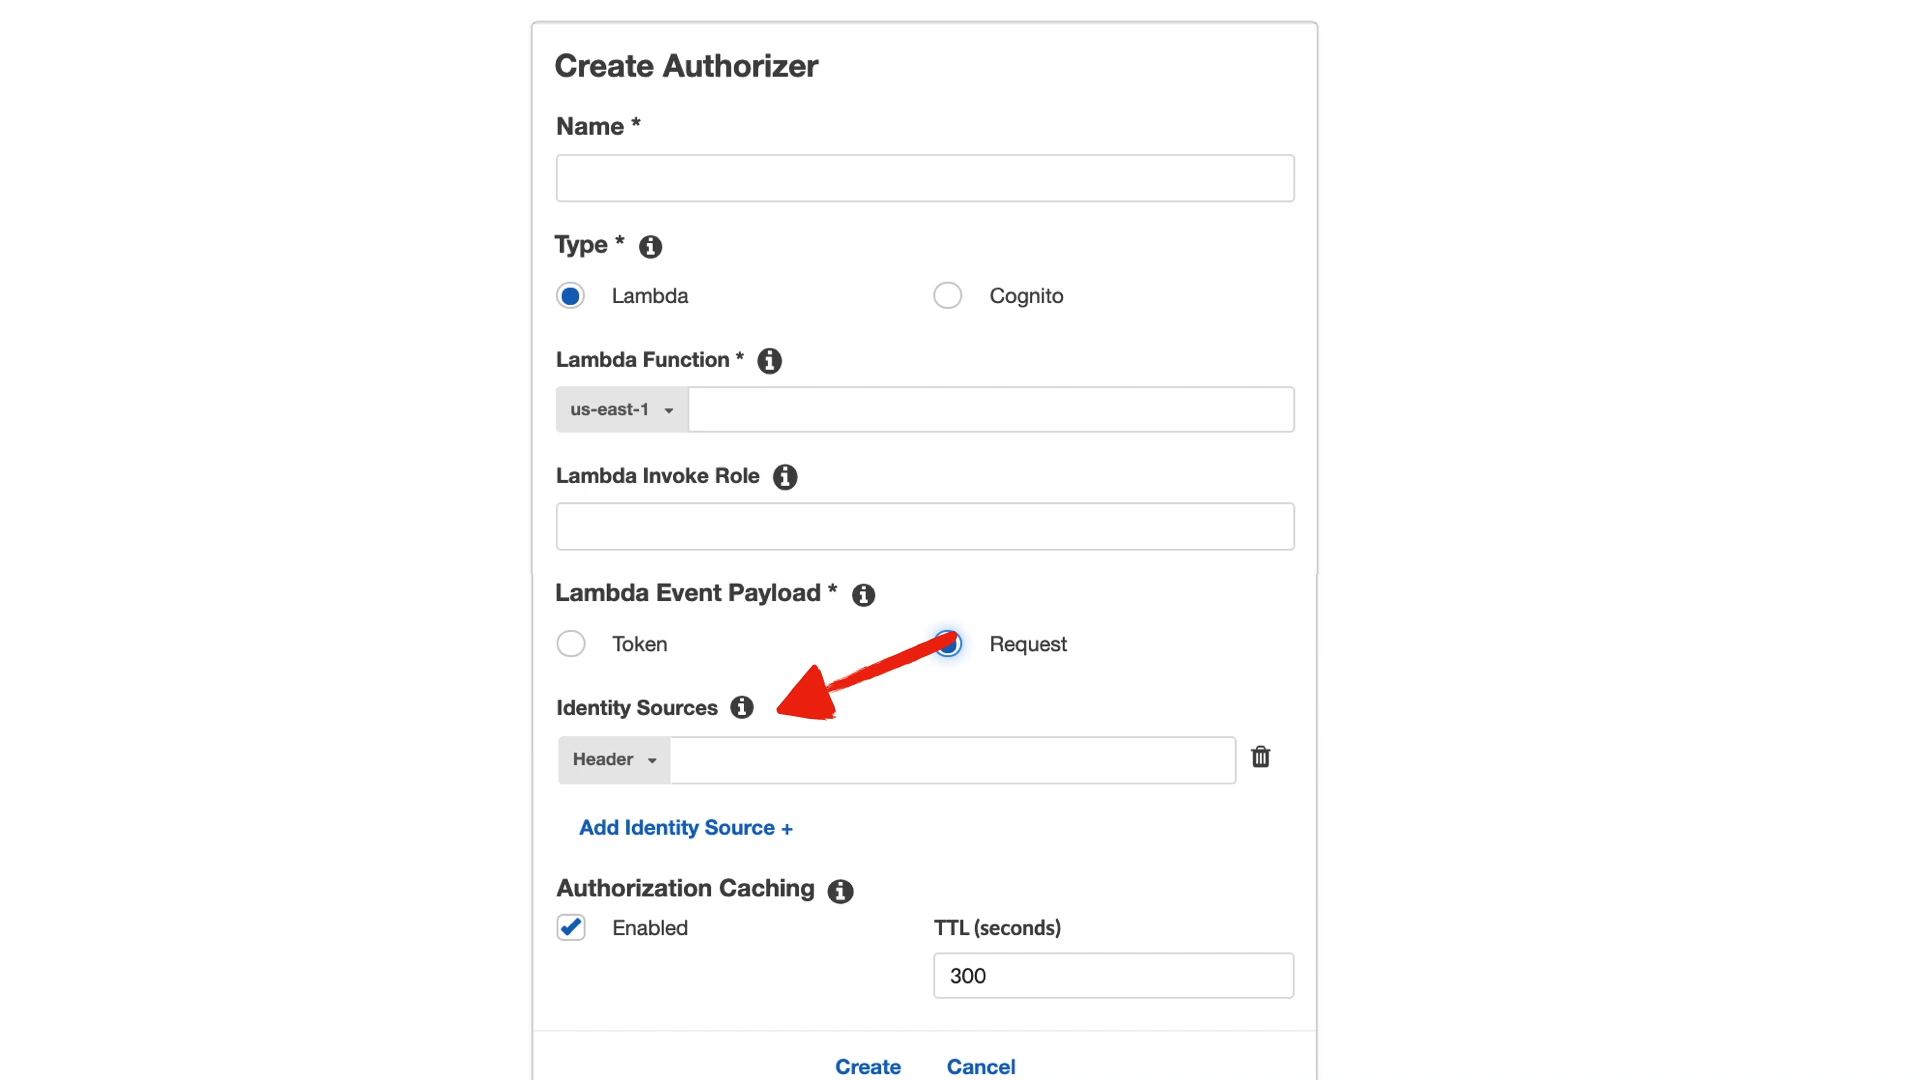 Create Authorizer
Name *
Type *
Lambda Cognito
Lambda Function *
us-east-1
Lambda Invoke Role
Lambda Event Payload *
Token Request
Identity Sources
Header
Add Identity Source +
Authorization Caching
Enabled TTL (seconds)
300
Create Cancel